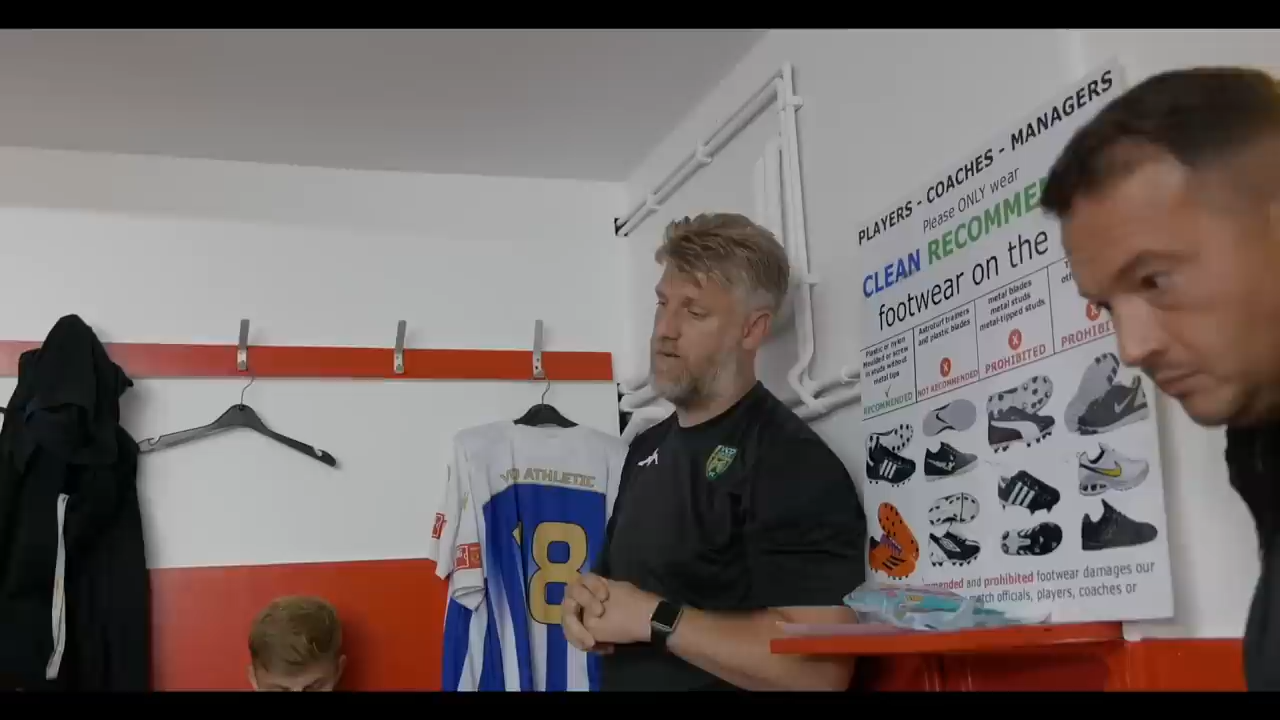 PLAYERS - COACHES - MANAGERS
Please ONLY wear
CLEAN RECOMME
footwear on the
Plastic or nylon
Moulded or screw
in studs without
metal tips
RECOMMENDED
Astroturf trainers
and plastic blades
NOT RECOMMENDED
metal blades
metal studs
metal-tipped studs
PROHIBITED
PROHIBIT
ATHLETIC
8
mended and prohibited footwear damages our
match officials, players, coaches or